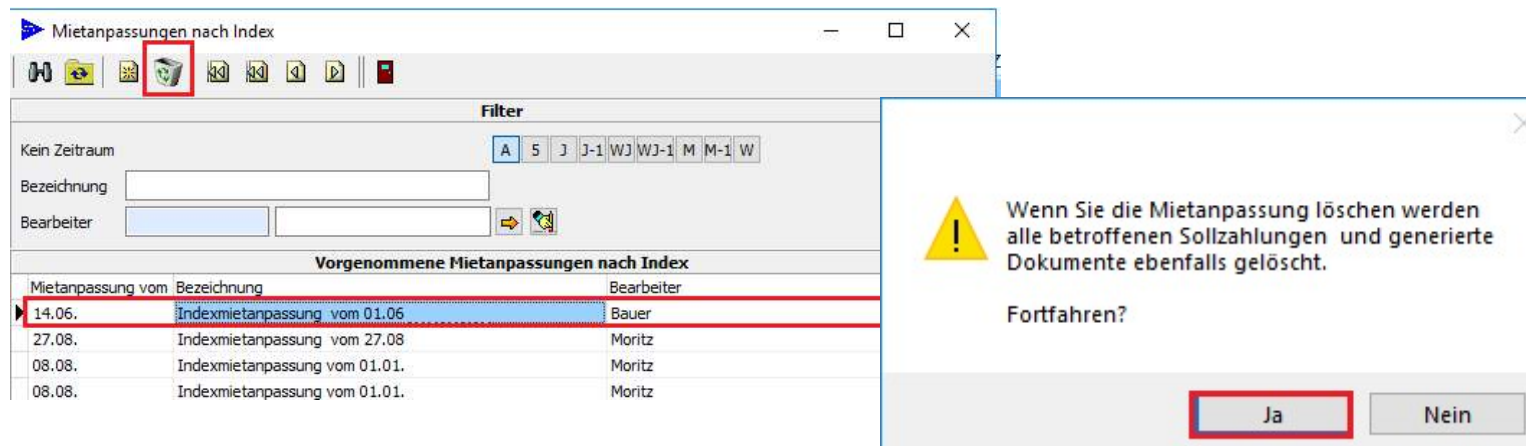 Mietanpassungen nach Index
Filter
Kein Zeitraum A 5 J J-1 WJ WJ-1 M M-1 W
Bezeichnung
Bearbeiter
Vorgenommene Mietanpassungen nach Index
Mietanpassung vom Bezeichnung Bearbeiter
14.06. Indexmietanpassung vom 01.06 Bauer
27.08. Indexmietanpassung vom 27.08 Moritz
08.08. Indexmietanpassung vom 01.01. Moritz
08.08. Indexmietanpassung vom 01.01. Moritz
Wenn Sie die Mietanpassung löschen werden
alle betroffenen Sollzahlungen und generierte
Dokumente ebenfalls gelöscht.
Fortfahren?
Ja Nein